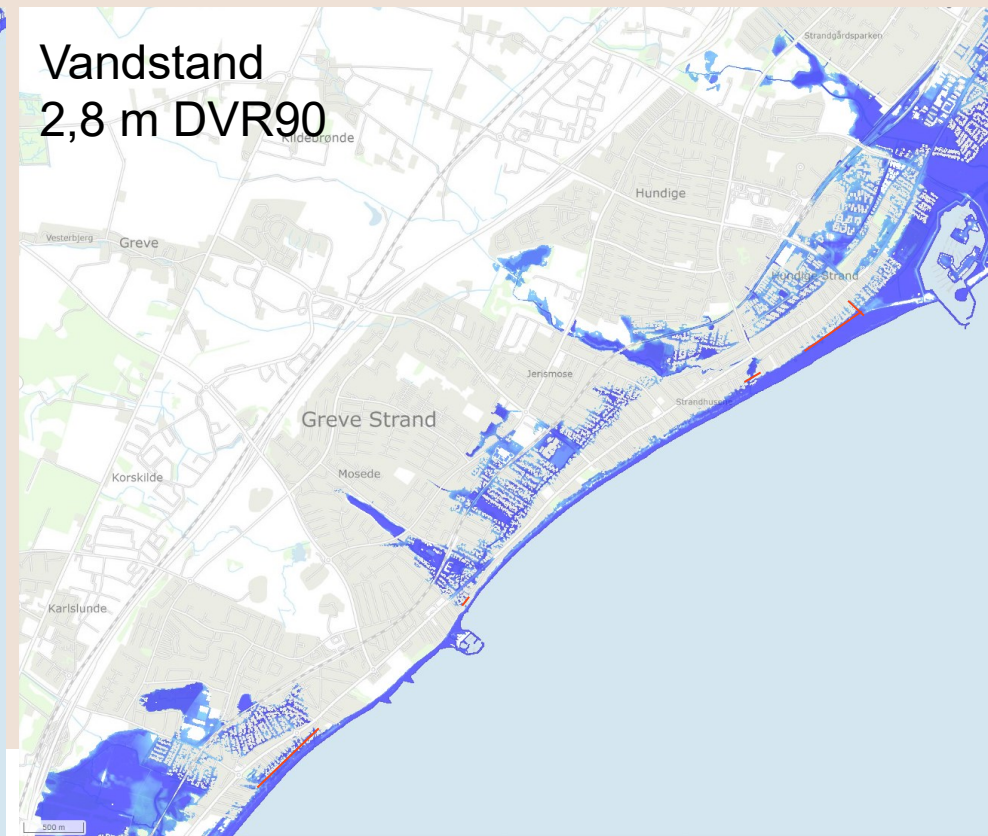 Vandstand
2,8 m DVR90
Strandgårdsparken
Kildebrønde
Hundige
Vesterbjerg
Greve
Hundige Strand
Jerismose
Strandhuse
Greve Strand
Mosede
Korskilde
Karlslunde
500 m